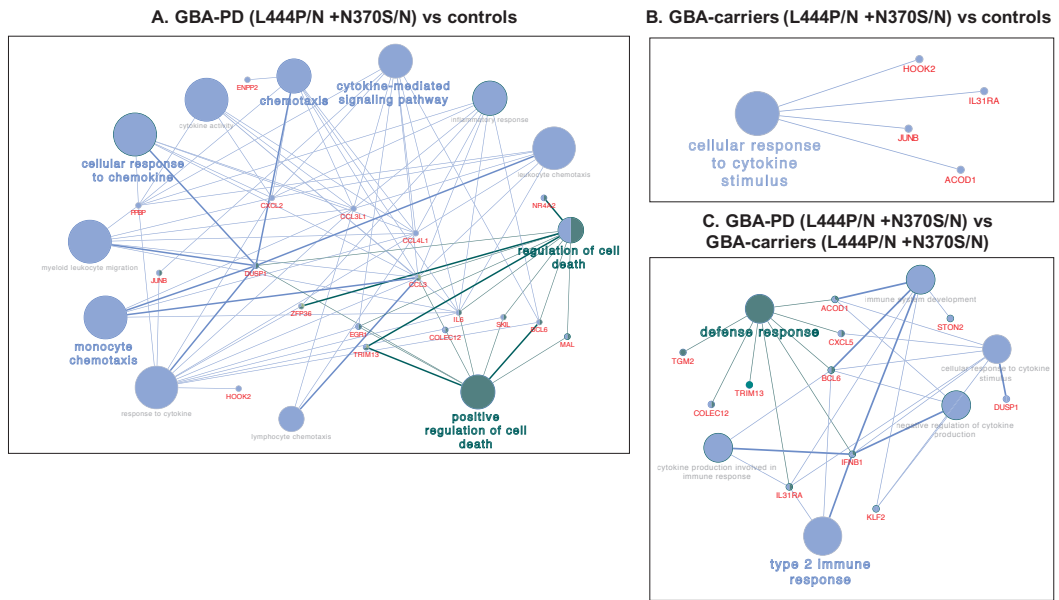 A. GBA-PD (L444P/N +N370S/N) vs controls
ENPP2
chemotaxis
cytokine-mediated
signaling pathway
cytokine activity
inflammatory response
cellular response
to chemokine
leukocyte chemotaxis
PPBP
CXCL2
CCL3L1
NR4A2
CCL4L1
regulation of cell
death
myeloid leukocyte migration
JUNB
DUSP1
CCL3
ZFP36
IL6
SKIL
BCL6
EGR1
COLEC12
MAL
TRIM13
monocyte
chemotaxis
response to cytokine
HOOK2
lymphocyte chemotaxis
positive
regulation of cell
death
B. GBA-carriers (L444P/N +N370S/N) vs controls
HOOK2
IL31RA
JUNB
cellular response
to cytokine
stimulus
ACOD1
C. GBA-PD (L444P/N +N370S/N) vs
GBA-carriers (L444P/N +N370S/N)
immune system development
ACOD1
STON2
defense response
CXCL5
TGM2
cellular response to cytokine
stimulus
BCL6
TRIM13
COLEC12
DUSP1
negative regulation of cytokine
production
cytokine production involved in
immune response
IFNB1
IL31RA
KLF2
type 2 immune
response